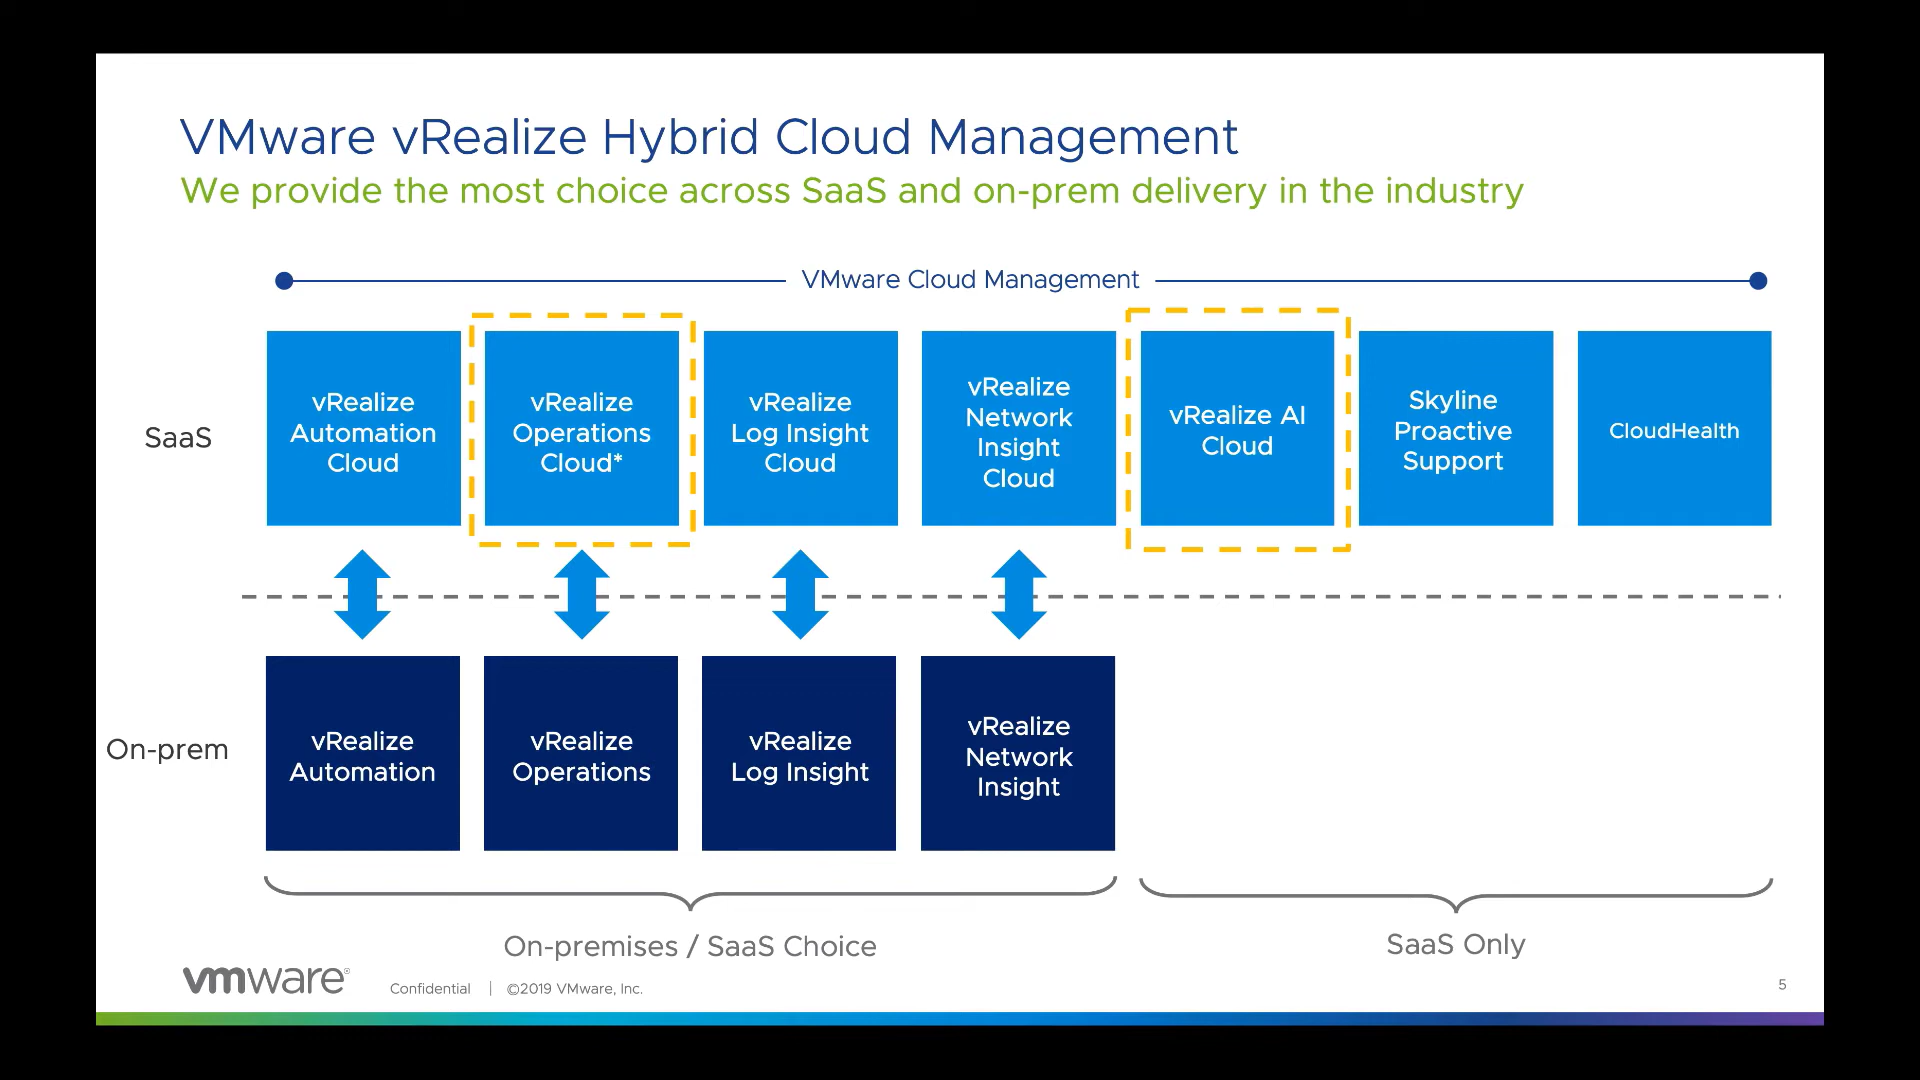 VMware vRealize Hybrid Cloud Management
We provide the most choice across SaaS and on-prem delivery in the industry
VMware Cloud Management
SaaS
vRealize
Automation
Cloud
vRealize
Operations
Cloud*
vRealize
Log Insight
Cloud
vRealize
Network
Insight
Cloud
vRealize AI
Cloud
Skyline
Proactive
Support
CloudHealth
On-prem
vRealize
Automation
vRealize
Operations
vRealize
Log Insight
vRealize
Network
Insight
On-premises / SaaS Choice
SaaS Only
vmware®
Confidential | ©2019 VMware, Inc.
5